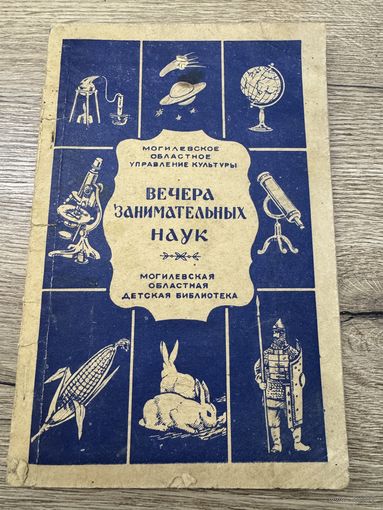 МОГИЛЕВСКОЕ
ОБЛАСТНОЕ
УПРАВЛЕНИЕ КУЛЬТУРЫ
ВЕЧЕРА
ЗАНИМАТЕЛЬНЫХ
НАУК
МОГИЛЕВСКАЯ
ОБЛАСТНАЯ
ДЕТСКАЯ БИБЛИОТЕКА